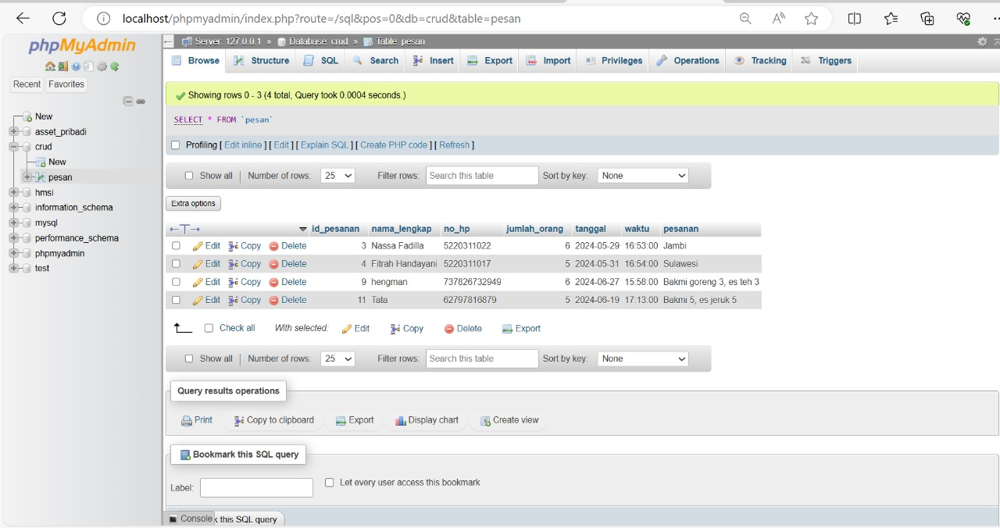 localhost/phpmyadmin/index.php?route=/sql&pos=0&db=crud&table=pesan
phpMyAdmin
Recent Favorites
New
asset_pribadi
crud
New
pesan
hmsi
information_schema
mysql
performance_schema
phpmyadmin
test
Server: 127.0.0.1 » Database: crud » Table: pesan
Browse Structure SQL Search Insert Export Import Privileges Operations Tracking Triggers
Showing rows 0 - 3 (4 total, Query took 0.0004 seconds.)
SELECT * FROM `pesan`
Profiling [ Edit inline ] [ Edit ] [ Explain SQL ] [ Create PHP code ] [ Refresh ]
Show all Number of rows: 25 Filter rows: Search this table Sort by key: None
Extra options
←T→ id_pesanan nama_lengkap no_hp jumlah_orang tanggal waktu pesanan
Edit Copy Delete 3 Nassa Fadilla 5220311022 6 2024-05-29 16:53:00 Jambi
Edit Copy Delete 4 Fitrah Handayani 522031​1017 5 2024-05-31 16:54:00 Sulawesi
Edit Copy Delete 9 hengman 737826732949 6 2024-06-27 15:58:00 Bakmi goreng 3, es teh 3
Edit Copy Delete 11 Tata 62797816879 5 2024-06-19 17:13:00 Bakmi 5, es jeruk 5
Check all With selected: Edit Copy Delete Export
Show all Number of rows: 25 Filter rows: Search this table Sort by key: None
Query results operations
Print Copy to clipboard Export Display chart Create view
Bookmark this SQL query
Label: Let every user access this bookmark
Console k this SQL query